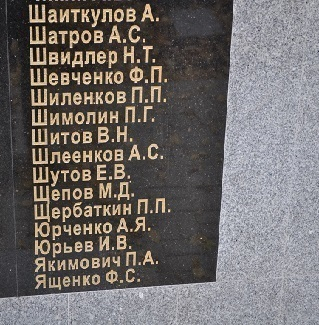 Шаиткулов А.
Шатров А.С.
Швидлер Н.Т.
Шевченко Ф.П.
Шиленков П.П.
Шимолин П.Г.
Шитов В.Н.
Шлеенков А.С.
Шутов Е.В.
Щепов М.Д.
Щербаткин П.П.
Юрченко А.Я.
Юрьев И.В.
Якимович П.А.
Ященко Ф.С.